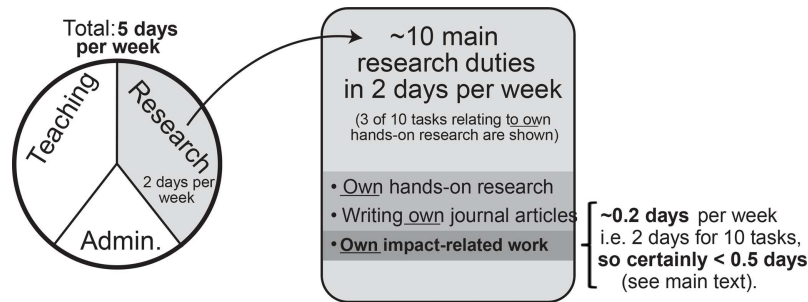 Total: 5 days
per week
Teaching
Research
2 days per
week
Admin.
~10 main
research duties
in 2 days per week
(3 of 10 tasks relating to own
hands-on research are shown)
• Own hands-on research
• Writing own journal articles
• Own impact-related work
~0.2 days per week
i.e. 2 days for 10 tasks,
so certainly < 0.5 days
(see main text).